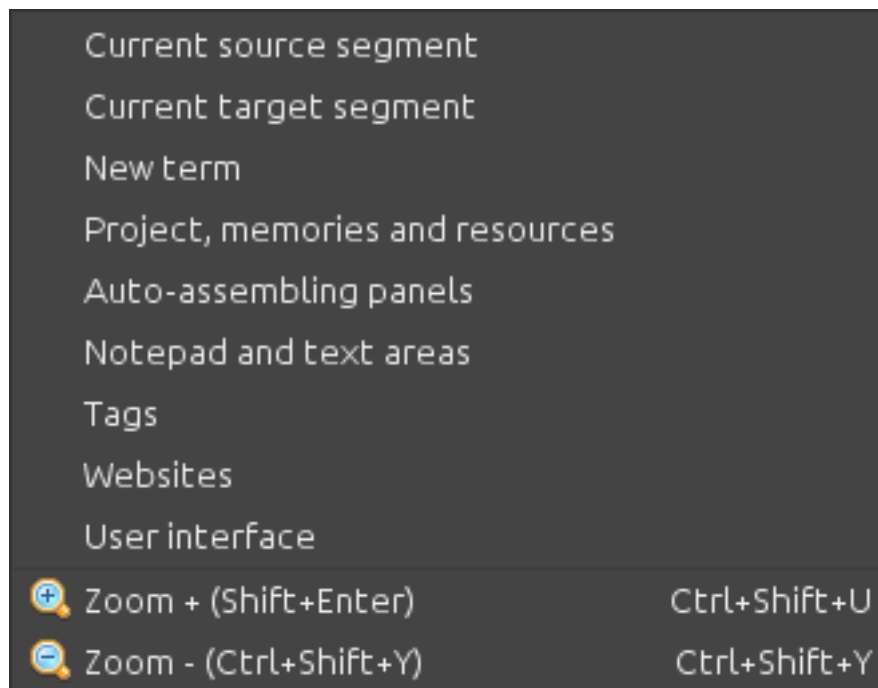 Current source segment
Current target segment
New term
Project, memories and resources
Auto-assembling panels
Notepad and text areas
Tags
Websites
User interface
Zoom + (Shift+Enter) Ctrl+Shift+U
Zoom - (Ctrl+Shift+Y) Ctrl+Shift+Y